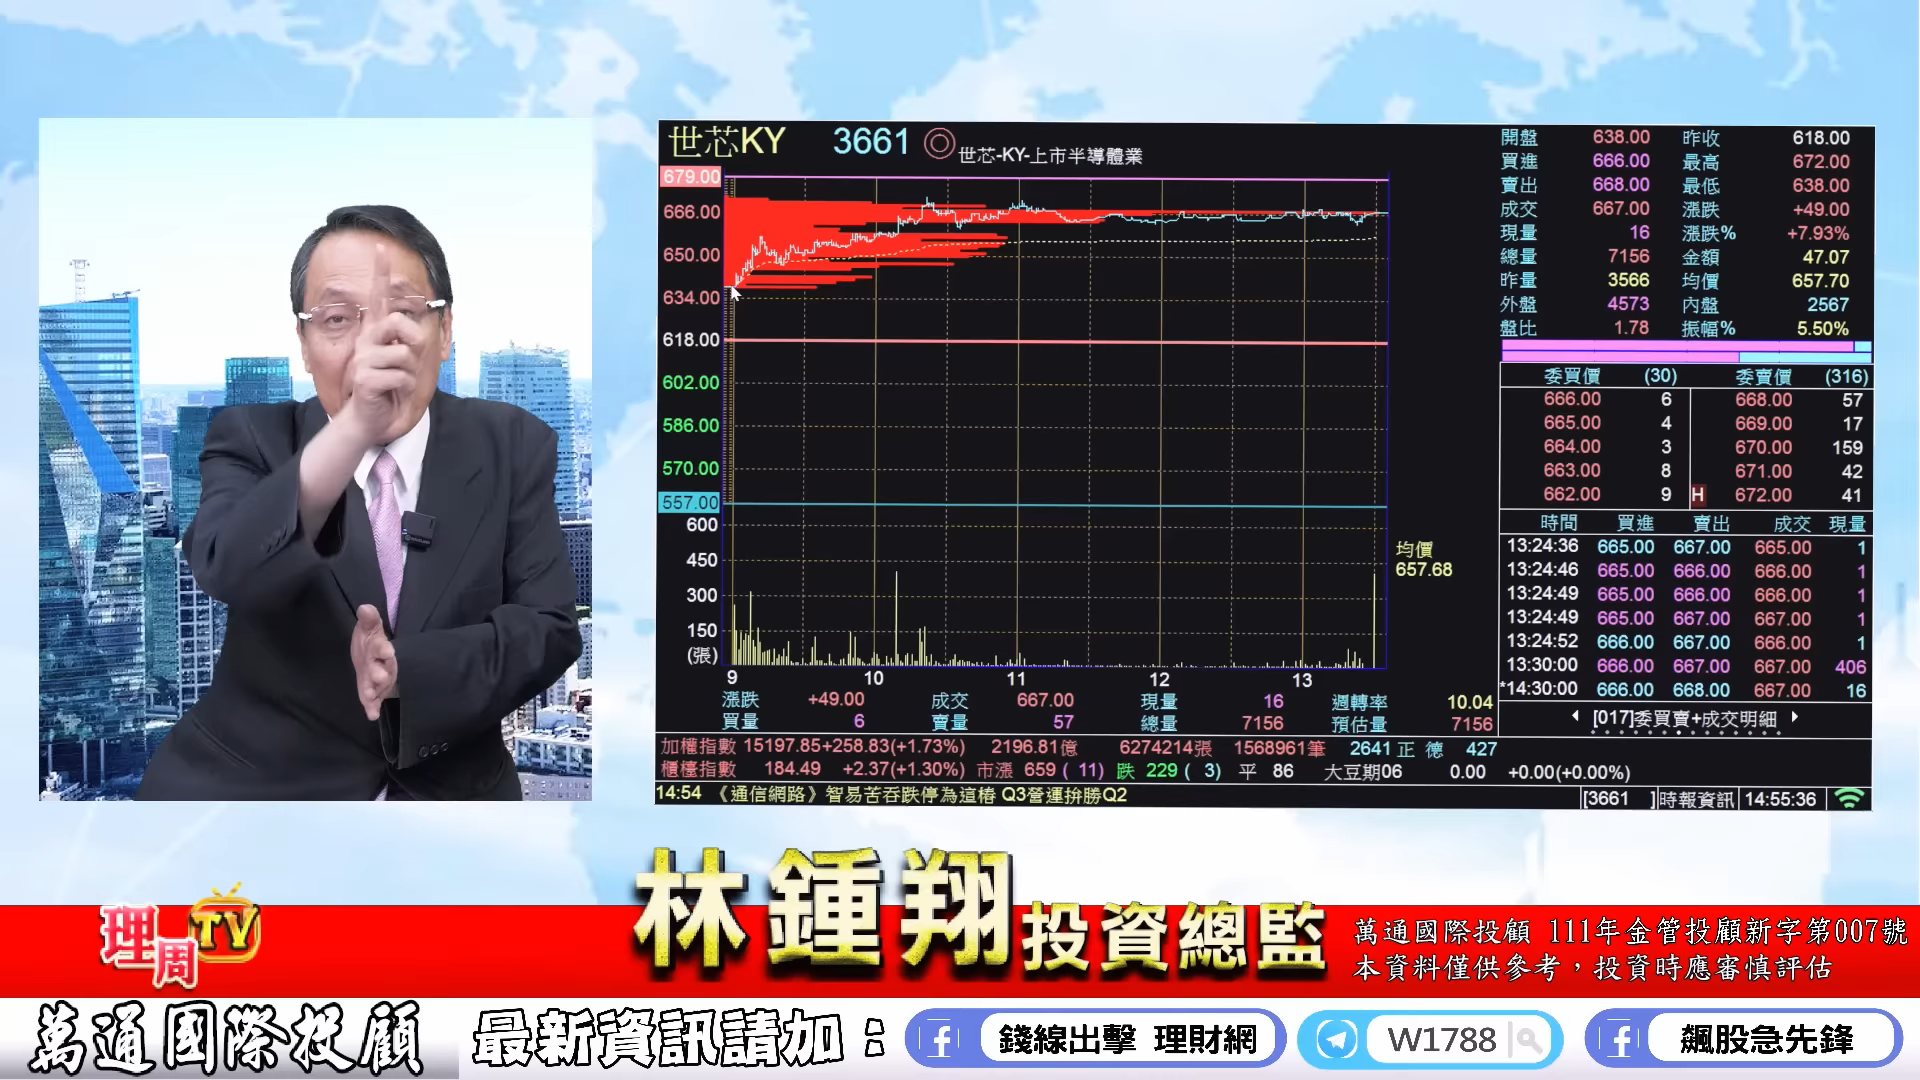 世芯KY 3661 ◎ 世芯-KY-上市半導體業
679.00
666.00
650.00
634.00
618.00
602.00
586.00
570.00
557.00
600
450
300
150
(張)
9 10 11 12 13
均價
657.68
漲跌 +49.00 成交 667.00 現量 16 週轉率 10.04
買量 6 賣量 57 總量 7156 預估量 7156
開盤 638.00 昨收 618.00
買進 666.00 最高 672.00
賣出 668.00 最低 638.00
成交 667.00 漲跌 +49.00
現量 16 漲跌% +7.93%
總量 7156 金額 47.07
昨量 3566 均價 657.70
外盤 4573 內盤 2567
盤比 1.78 振幅% 5.50%
委買價 (30) 委賣價 (316)
666.00 6 668.00 57
665.00 4 669.00 17
664.00 3 670.00 159
663.00 8 671.00 42
662.00 9 H 672.00 41
時間 買進 賣出 成交 現量
13:24:36 665.00 667.00 665.00 1
13:24:46 665.00 666.00 666.00 1
13:24:49 665.00 666.00 666.00 1
13:24:49 665.00 667.00 667.00 1
13:24:52 666.00 667.00 666.00 1
13:30:00 666.00 667.00 667.00 406
*14:30:00 666.00 668.00 667.00 16
[017]委買賣+成交明細
加權指數 15197.85+258.83(+1.73%) 2196.81億 6274214張 1568961筆 2641 正 德 427
櫃檯指數 184.49 +2.37(+1.30%) 市漲 659 ( 11) 跌 229 ( 3) 平 86 大豆期06 0.00 +0.00(+0.00%)
14:54 《通信網路》智易苦吞跌停為這樁 Q3營運拚勝Q2 [3661 ] 時報資訊 14:55:36
理周TV
林鍾翔 投資總監
萬通國際投顧 111年金管投顧新字第007號
本資料僅供參考，投資時應審慎評估
萬通國際投顧 最新資訊請加： 錢線出擊 理財網 W1788 飆股急先鋒